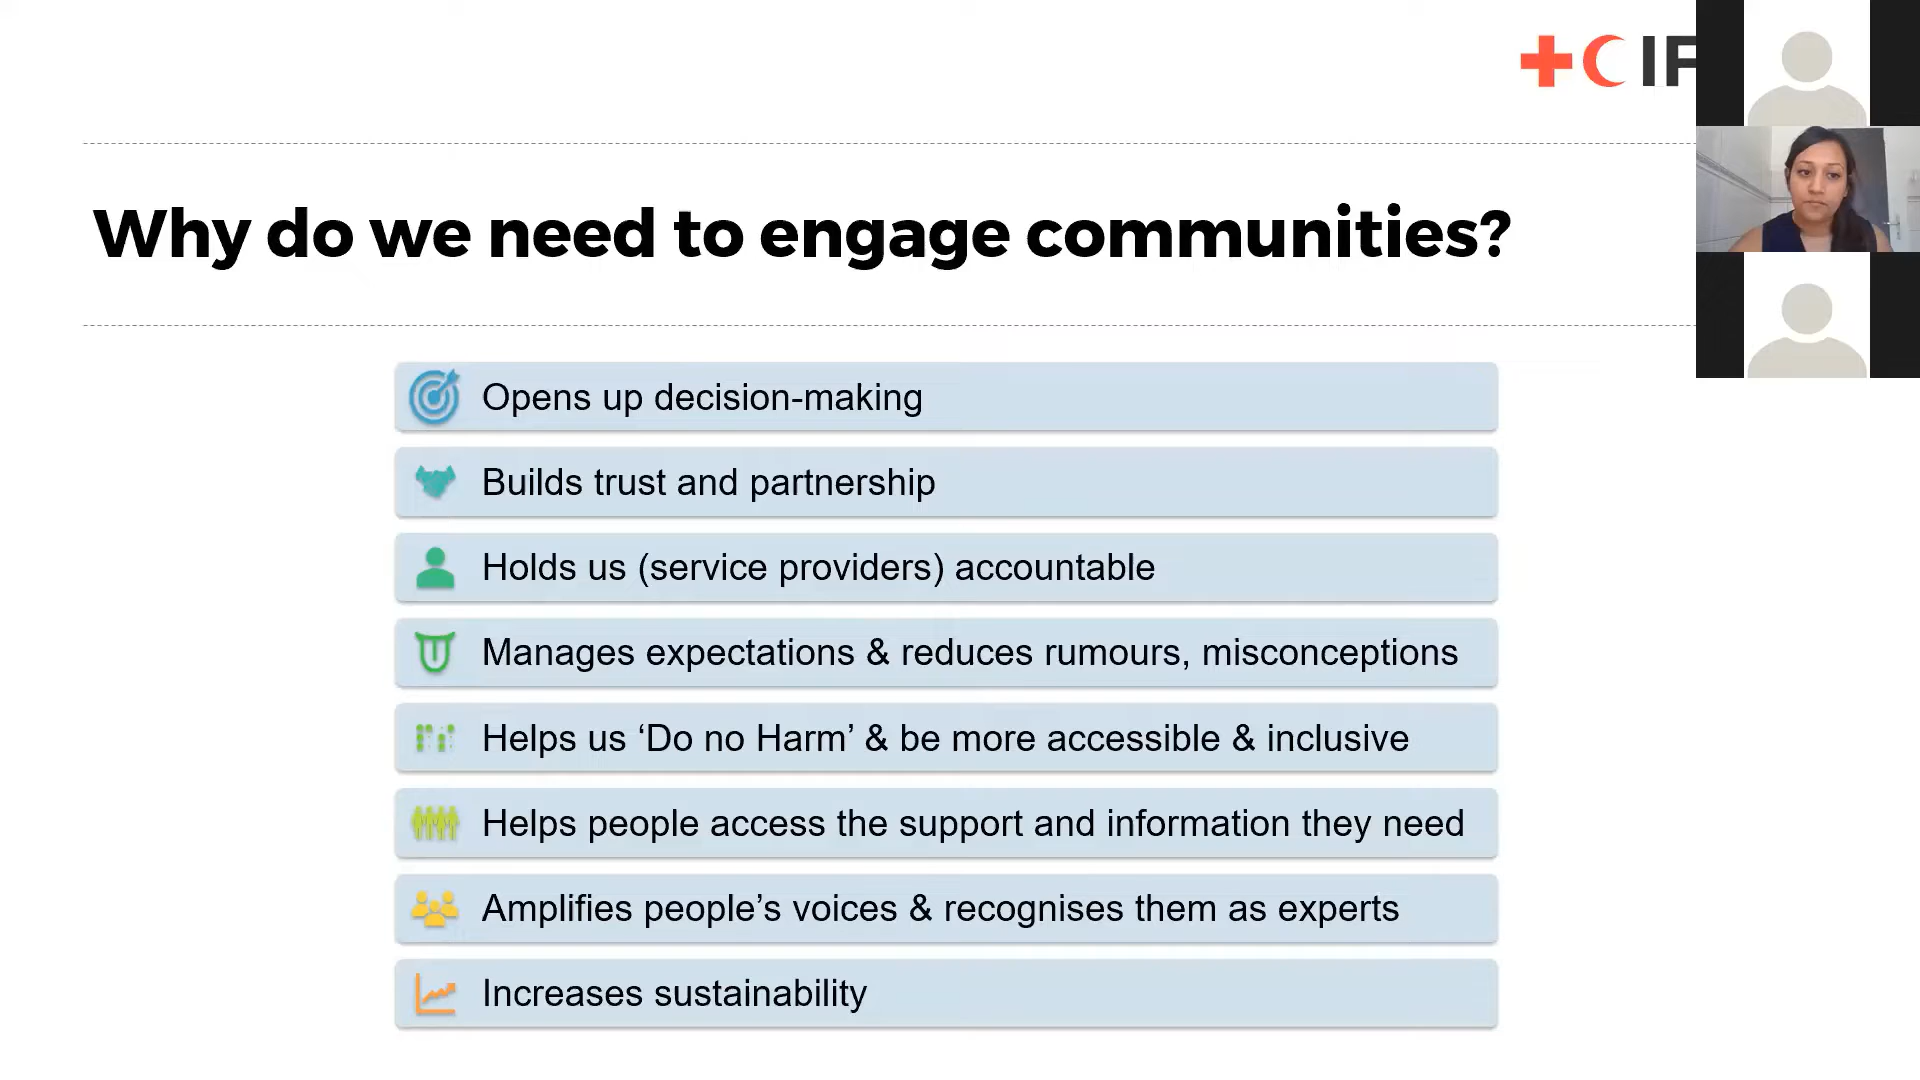 IF
Why do we need to engage communities?
Opens up decision-making
Builds trust and partnership
Holds us (service providers) accountable
Manages expectations & reduces rumours, misconceptions
Helps us ‘Do no Harm’ & be more accessible & inclusive
Helps people access the support and information they need
Amplifies people’s voices & recognises them as experts
Increases sustainability